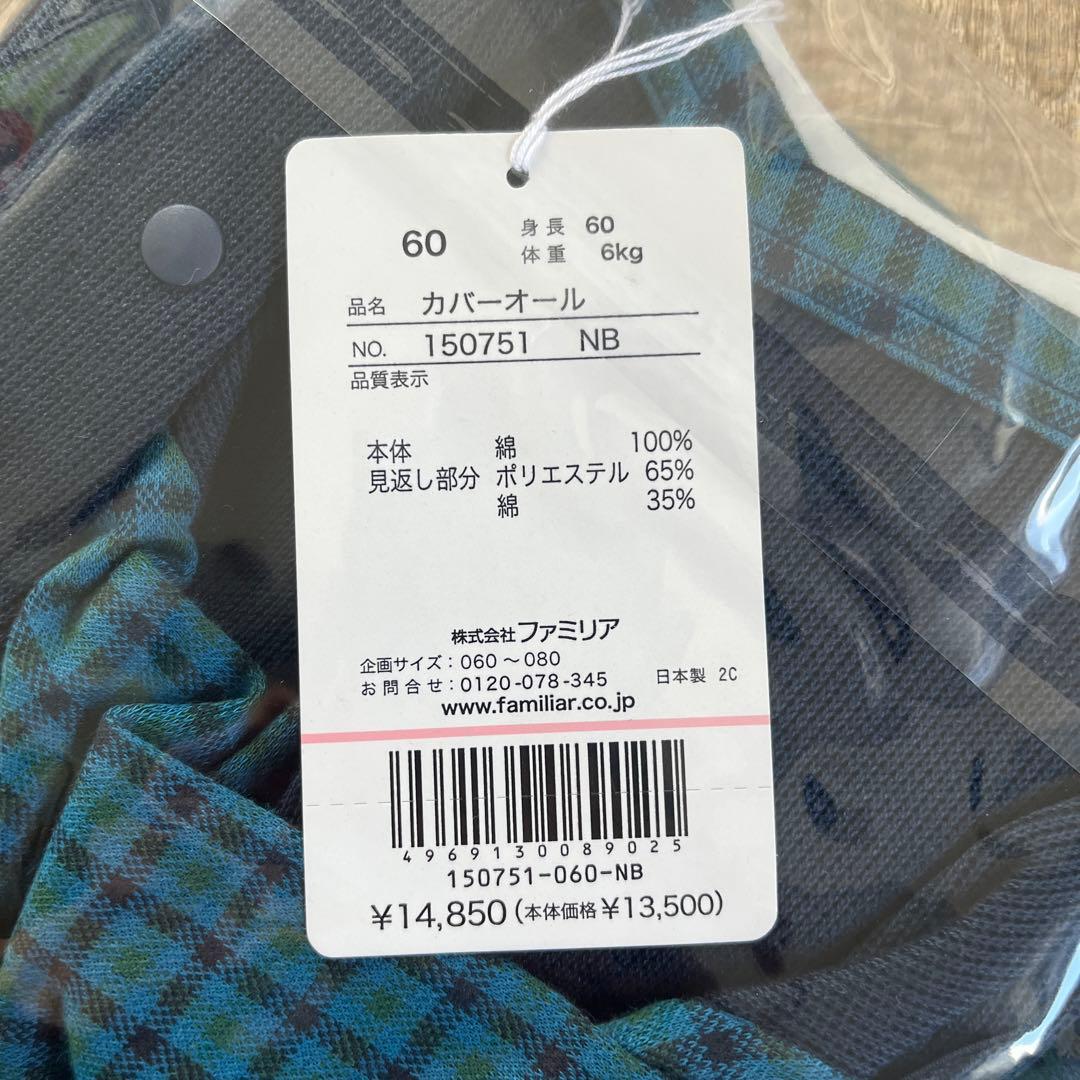 60 身長 60
体重 6kg
品名 カバーオール
NO. 150751 NB
品質表示
本体 綿 100%
見返し部分 ポリエステル 65%
綿 35%
株式会社ファミリア
企画サイズ:060～080
お問合せ:0120-078-345 日本製 2C
www.familiar.co.jp
4969130089025
150751-060-NB
¥14,850(本体価格¥13,500)